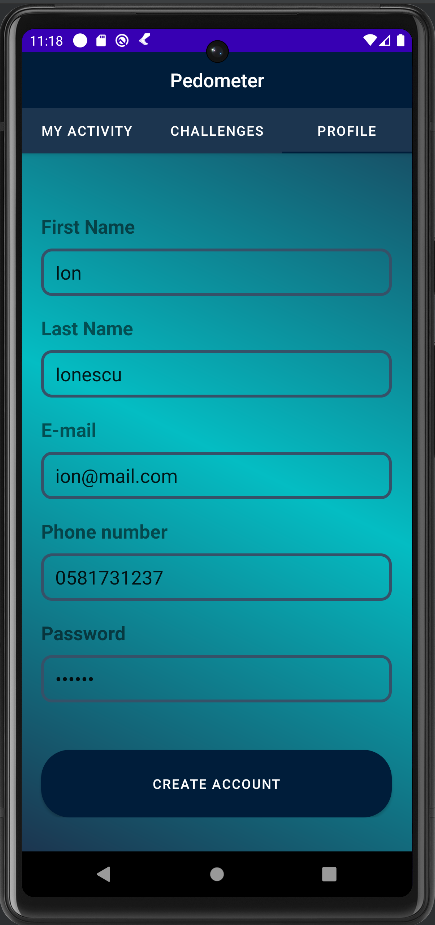 11:18
Pedometer
MY ACTIVITY CHALLENGES PROFILE
First Name
Ion
Last Name
Ionescu
E-mail
ion@mail.com
Phone number
0581731237
Password
••••••
CREATE ACCOUNT